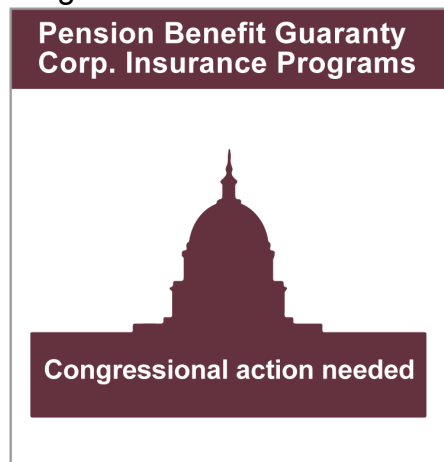 Pension Benefit Guaranty
Corp. Insurance Programs
Congressional action needed